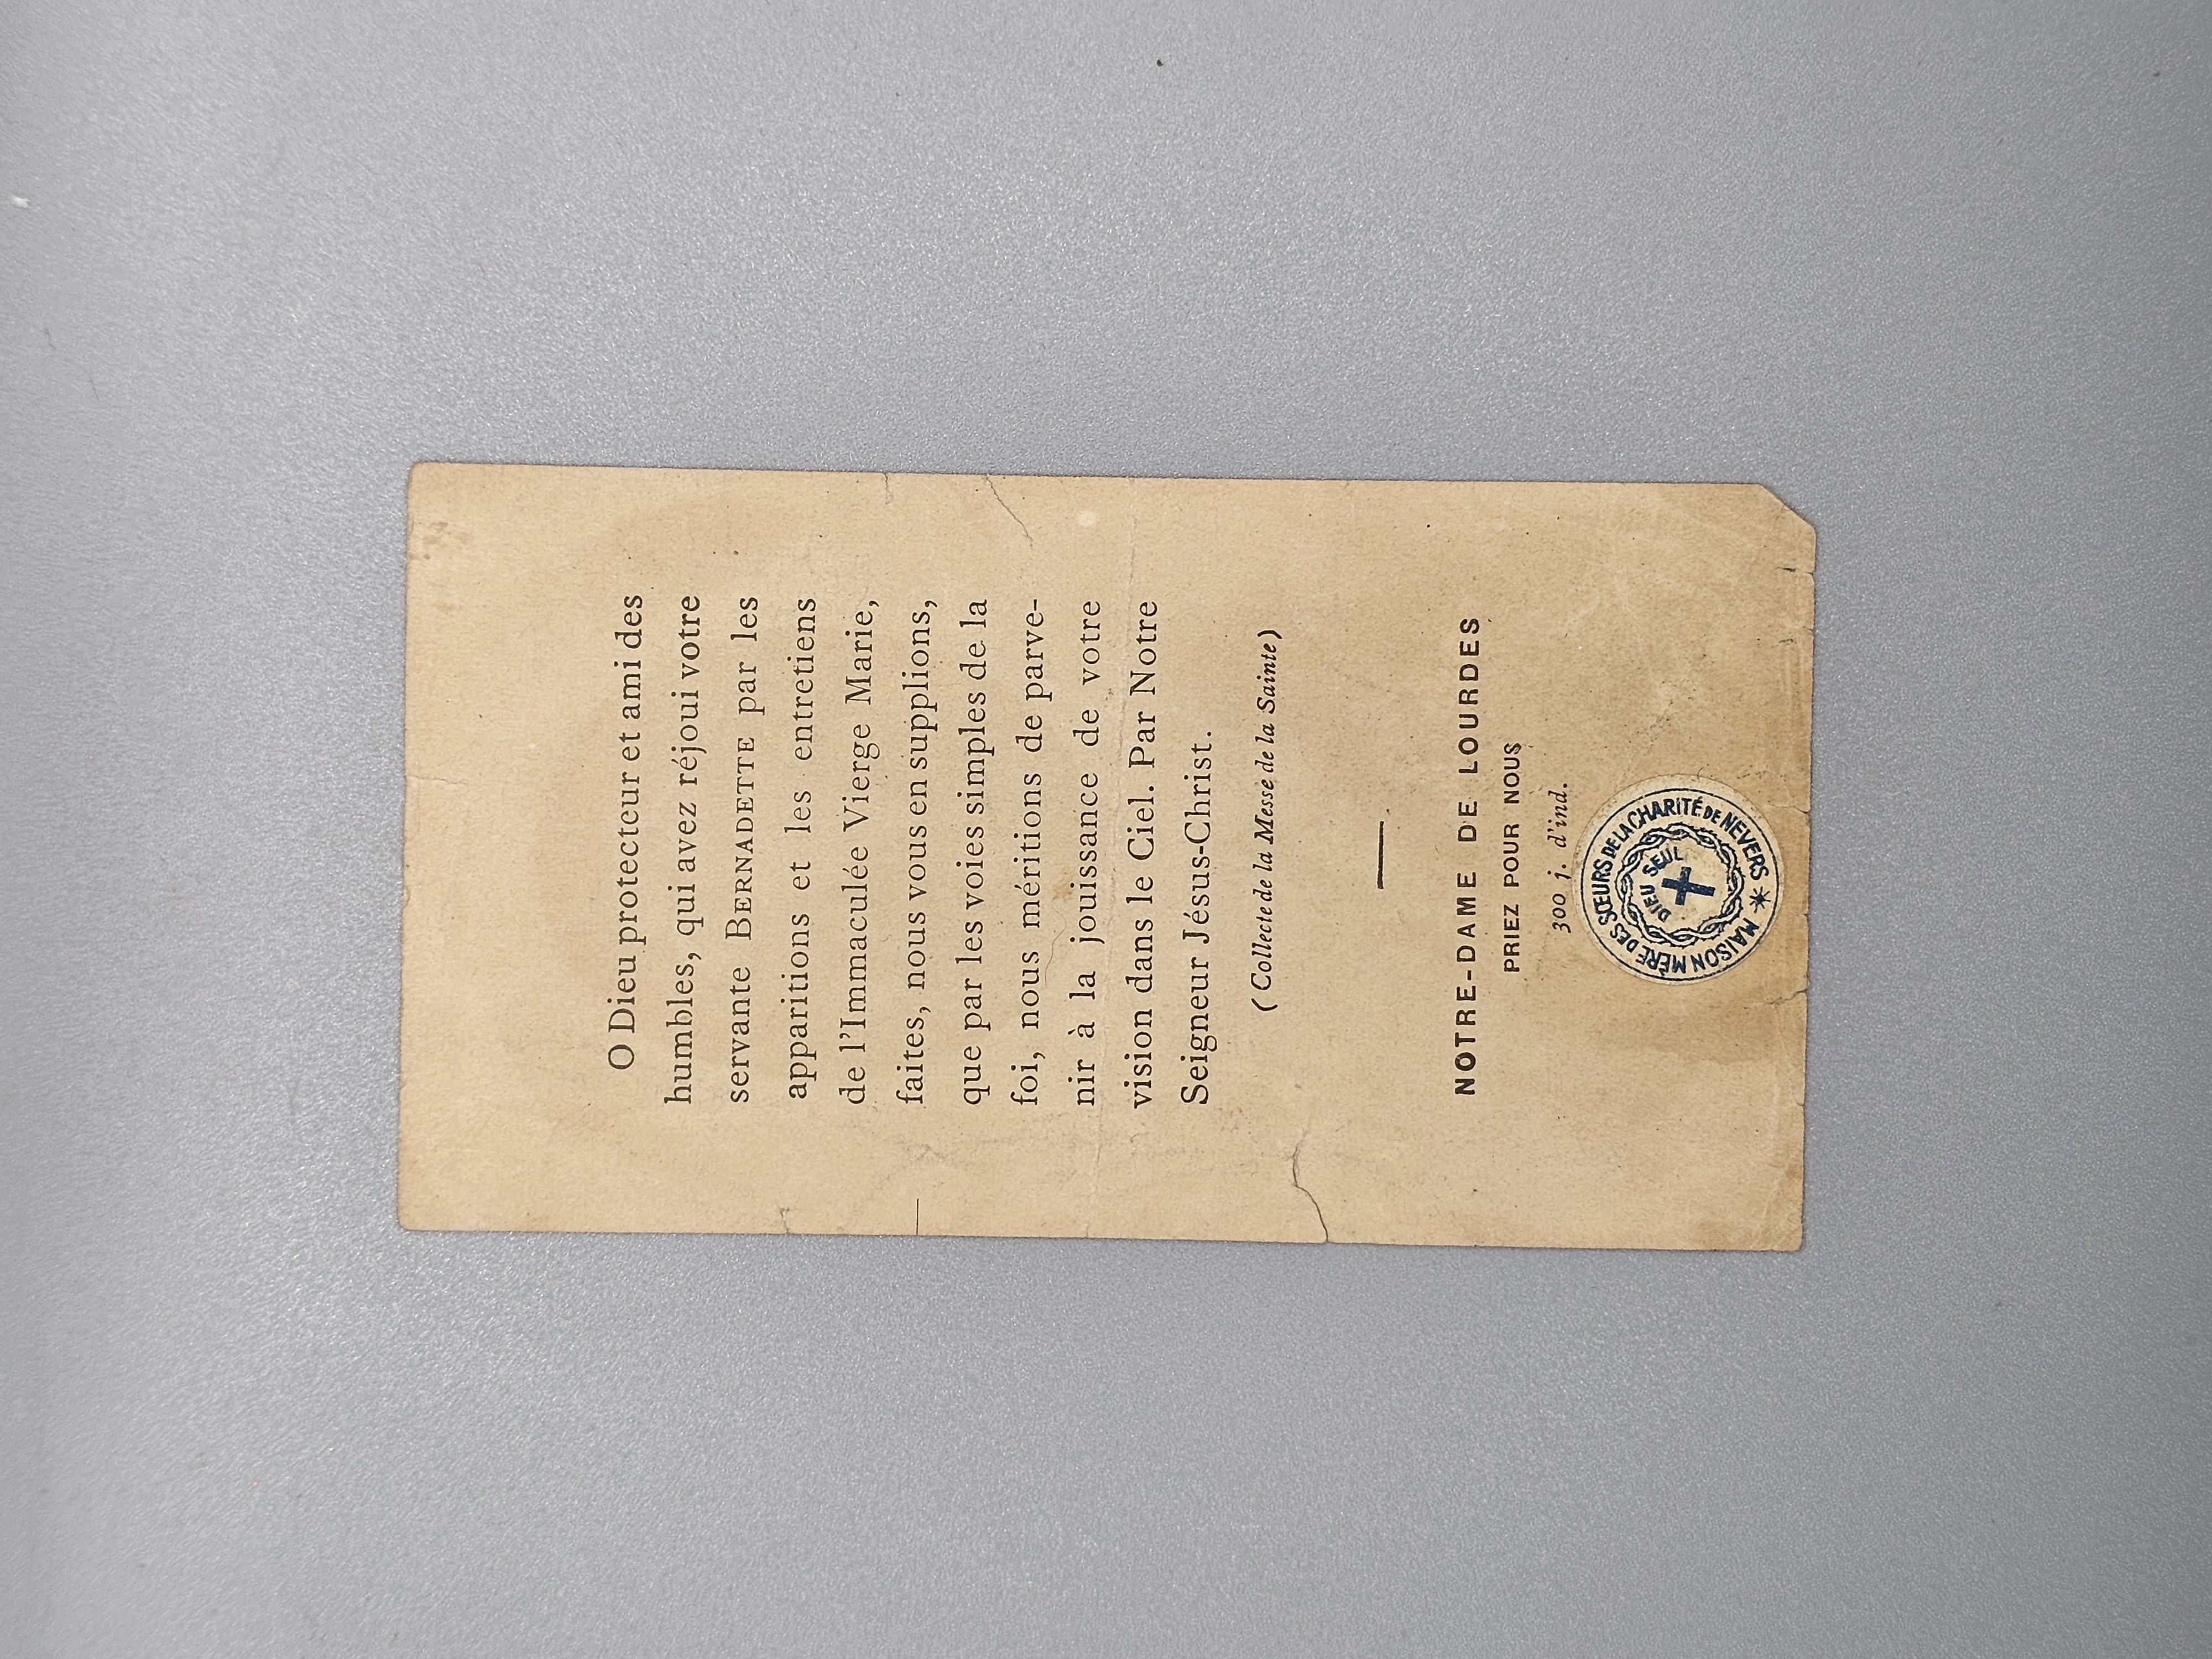 O Dieu protecteur et ami des
humbles, qui avez réjoui votre
servante BERNADETTE par les
apparitions et les entretiens
de l'Immaculée Vierge Marie,
faites, nous vous en supplions,
que par les voies simples de la
foi, nous méritions de parve-
nir à la jouissance de votre
vision dans le Ciel. Par Notre
Seigneur Jésus-Christ.
(Collecte de la Messe de la Sainte)
NOTRE-DAME DE LOURDES
PRIEZ POUR NOUS
300 j. d'ind.
MAISON MÈRE DES SŒURS DE LA CHARITÉ DE NEVERS *
DIEU SEUL